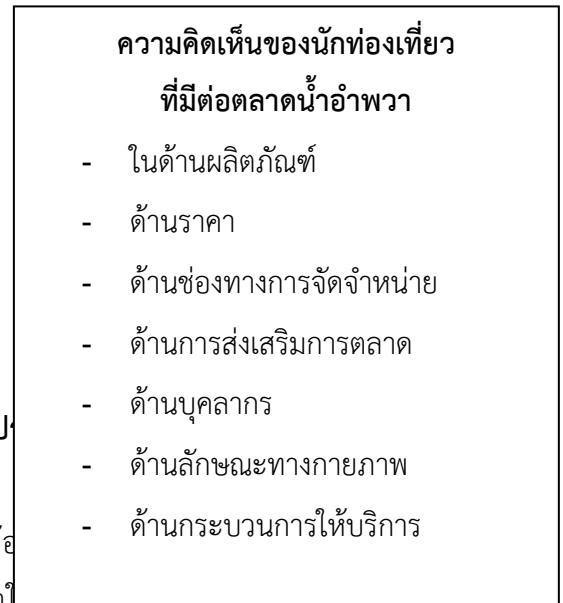 ความคิดเห็นของนักท่องเที่ยว
ที่มีต่อตลาดน้ำอำพวา
- ในด้านผลิตภัณฑ์
- ด้านราคา
- ด้านช่องทางการจัดจำหน่าย
- ด้านการส่งเสริมการตลาด
- ด้านบุคลากร
- ด้านลักษณะทางกายภาพ
- ด้านกระบวนการให้บริการ